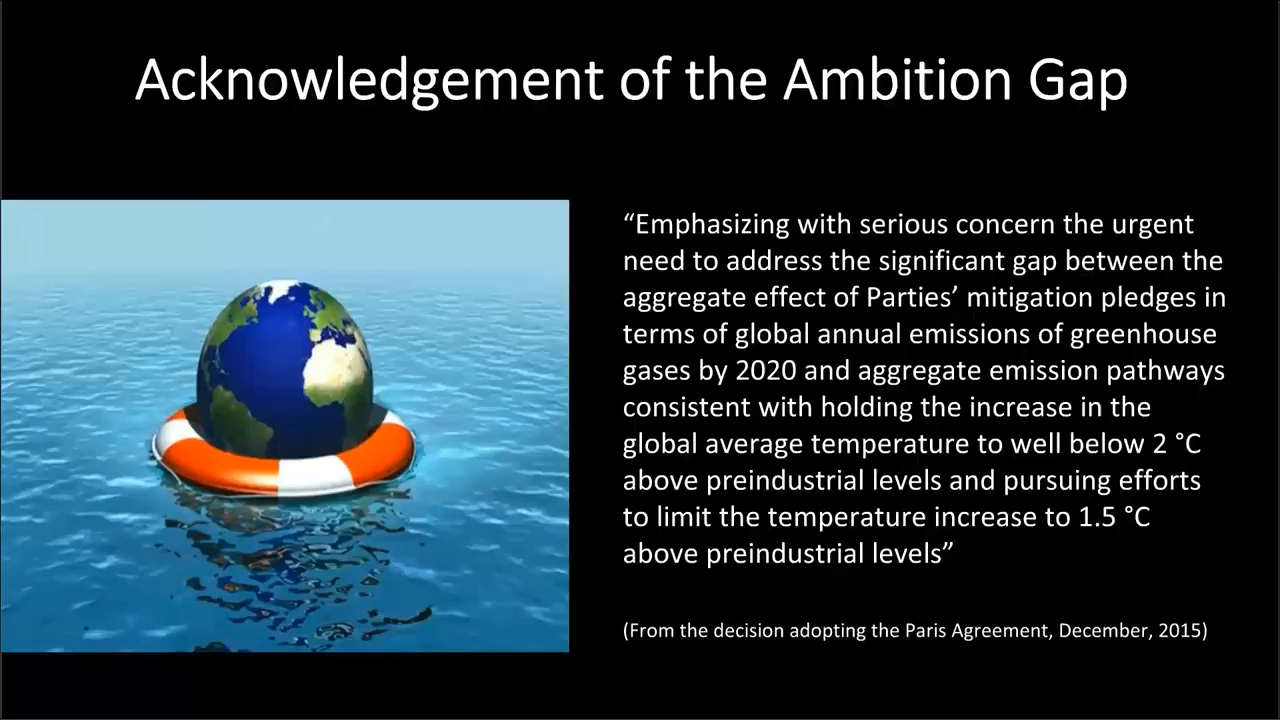 Acknowledgement of the Ambition Gap
“Emphasizing with serious concern the urgent
need to address the significant gap between the
aggregate effect of Parties’ mitigation pledges in
terms of global annual emissions of greenhouse
gases by 2020 and aggregate emission pathways
consistent with holding the increase in the
global average temperature to well below 2 °C
above preindustrial levels and pursuing efforts
to limit the temperature increase to 1.5 °C
above preindustrial levels”
(From the decision adopting the Paris Agreement, December, 2015)